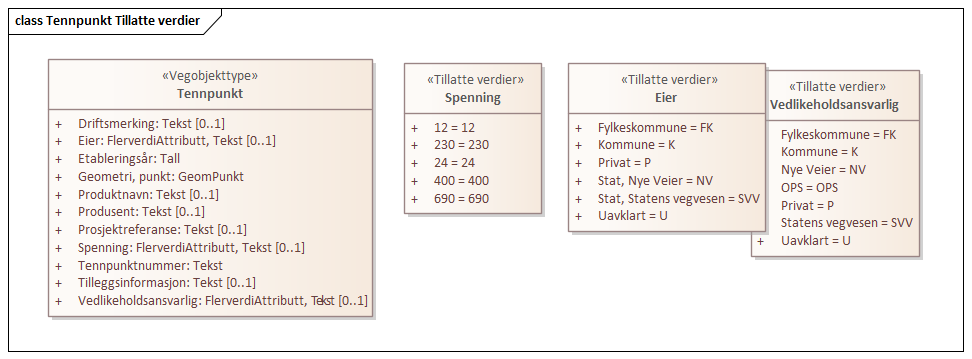 class Tennpunkt Tillatte verdier
«Vegobjekttype»
Tennpunkt
+ Driftsmerking: Tekst [0..1]
+ Eier: FlerverdiAttributt, Tekst [0..1]
+ Etableringsår: Tall
+ Geometri, punkt: GeomPunkt
+ Produktnavn: Tekst [0..1]
+ Produsent: Tekst [0..1]
+ Prosjektreferanse: Tekst [0..1]
+ Spenning: FlerverdiAttributt, Tekst [0..1]
+ Tennpunktnummer: Tekst
+ Tilleggsinformasjon: Tekst [0..1]
+ Vedlikeholdsansvarlig: FlerverdiAttributt, Tekst [0..1]
«Tillatte verdier»
Spenning
+ 12 = 12
+ 230 = 230
+ 24 = 24
+ 400 = 400
+ 690 = 690
«Tillatte verdier»
Eier
+ Fylkeskommune = FK
+ Kommune = K
+ Privat = P
+ Stat, Nye Veier = NV
+ Stat, Statens vegvesen = SVV
+ Uavklart = U
«Tillatte verdier»
Vedlikeholdsansvarlig
Fylkeskommune = FK
Kommune = K
Nye Veier = NV
OPS = OPS
Privat = P
Statens vegvesen = SVV
+ Uavklart = U